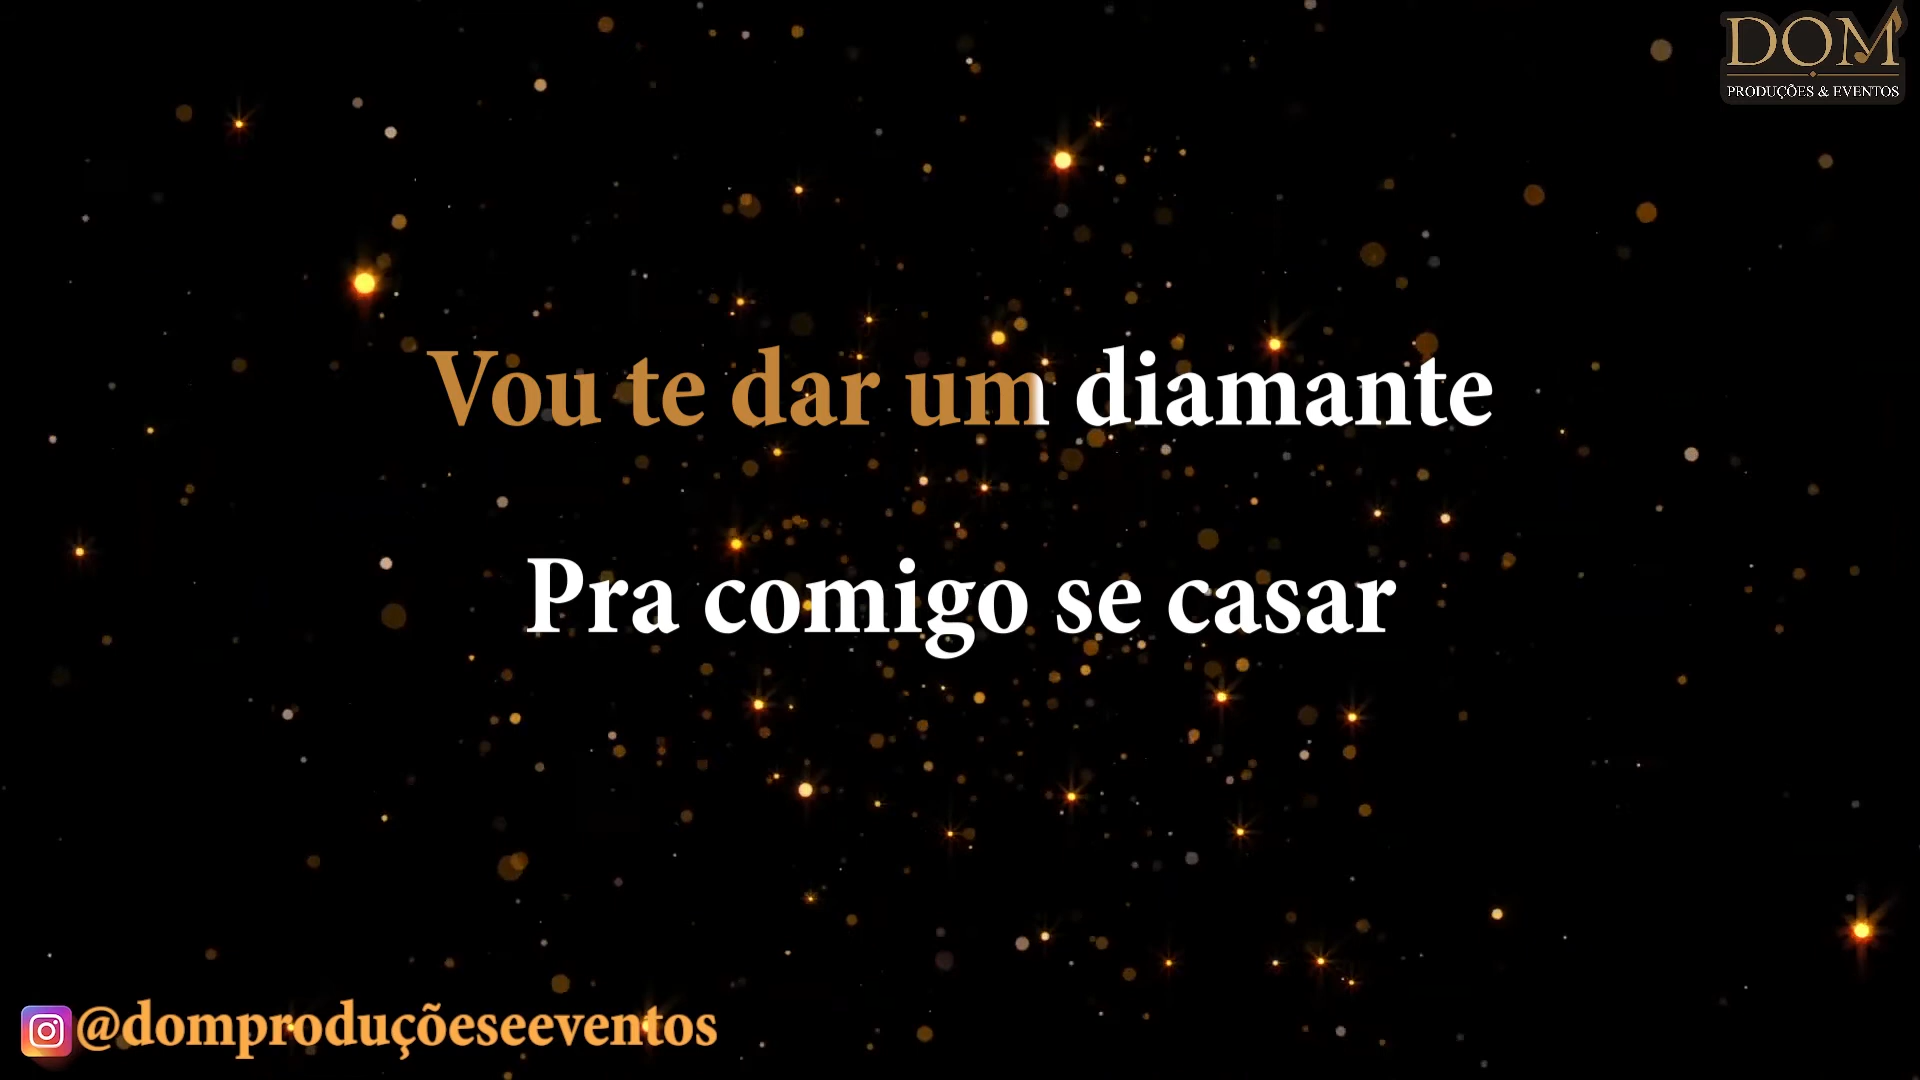 DOM
PRODUÇÕES & EVENTOS
Vou te dar um diamante
Pra comigo se casar
@domproduçõeseeventos